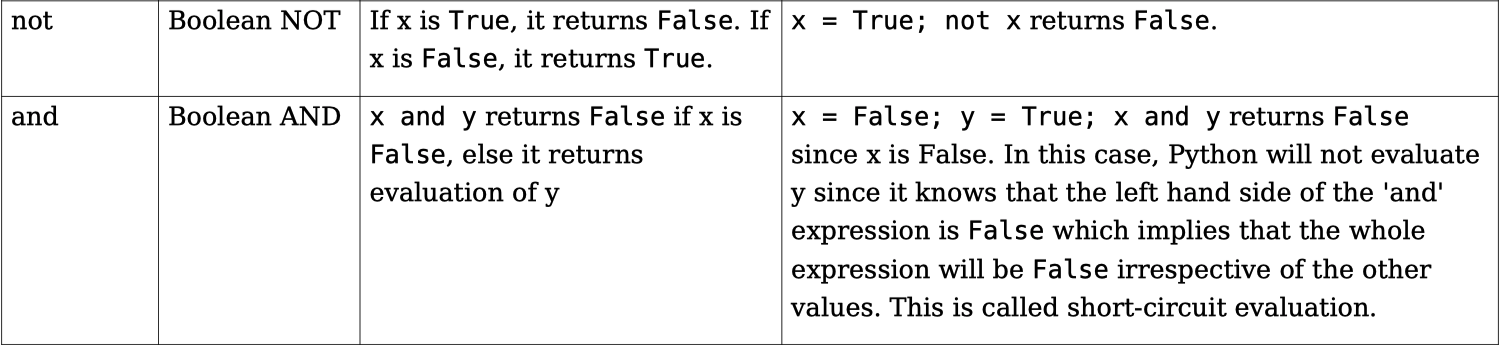 not
Boolean NOT
If x is True, it returns False. If
x is False, it returns True.
x = True; not x returns False.
and
Boolean AND
x and y returns False if x is
False, else it returns
evaluation of y
x = False; y = True; x and y returns False
since x is False. In this case, Python will not evaluate
y since it knows that the left hand side of the 'and'
expression is False which implies that the whole
expression will be False irrespective of the other
values. This is called short-circuit evaluation.